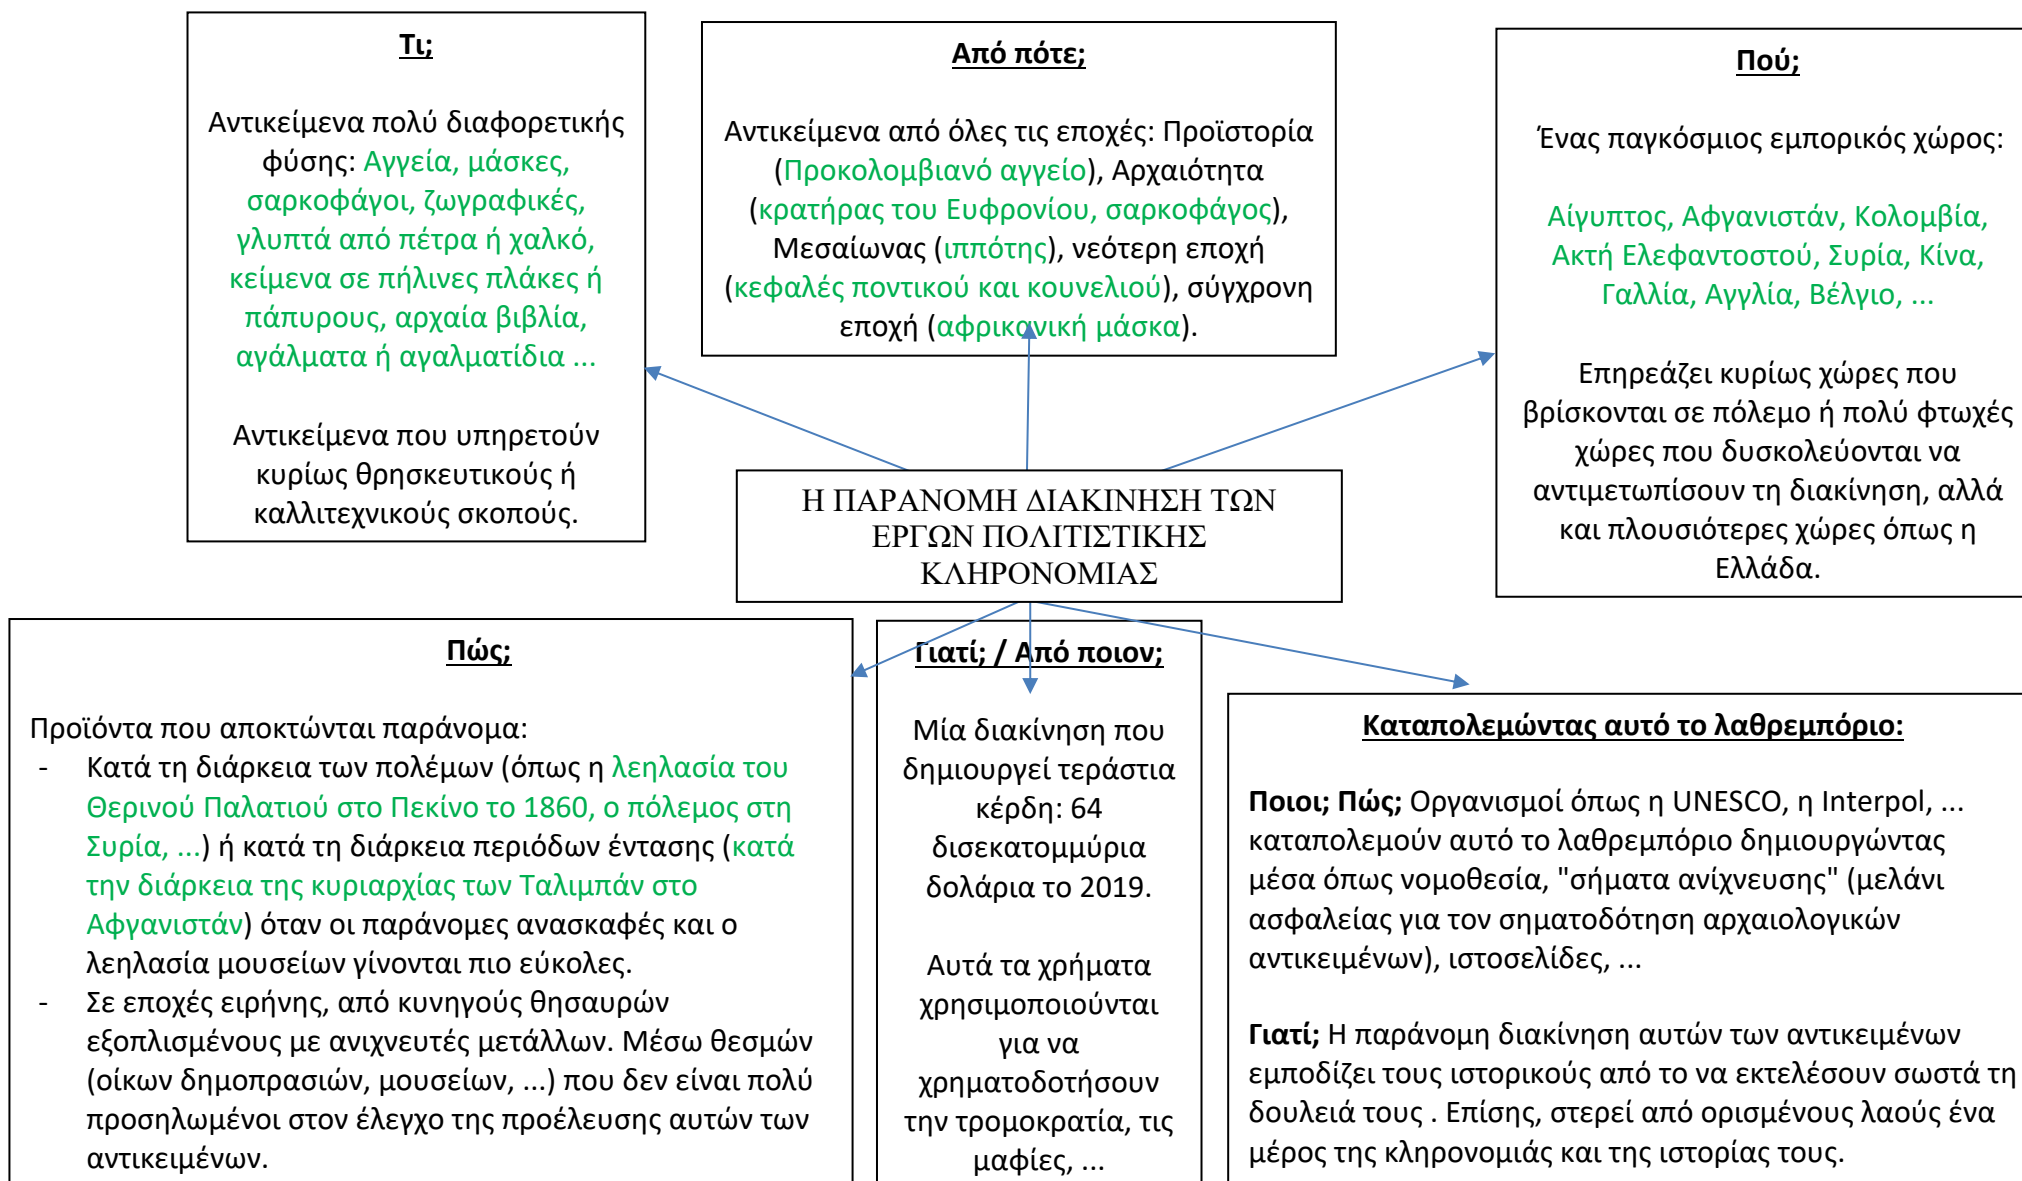 Τι;
Αντικείμενα πολύ διαφορετικής
φύσης: Αγγεία, μάσκες,
σαρκοφάγοι, ζωγραφικές,
γλυπτά από πέτρα ή χαλκό,
κείμενα σε πήλινες πλάκες ή
πάπυρους, αρχαία βιβλία,
αγάλματα ή αγαλματίδια ...
Αντικείμενα που υπηρετούν
κυρίως θρησκευτικούς ή
καλλιτεχνικούς σκοπούς.
Από πότε;
Αντικείμενα από όλες τις εποχές: Προϊστορία
(Προκολομβιανό αγγείο), Αρχαιότητα
(κρατήρας του Ευφρονίου, σαρκοφάγος),
Μεσαίωνας (ιππότης), νεότερη εποχή
(κεφαλές ποντικού και κουνελιού), σύγχρονη
εποχή (αφρικανική μάσκα).
Πού;
Ένας παγκόσμιος εμπορικός χώρος:
Αίγυπτος, Αφγανιστάν, Κολομβία,
Ακτή Ελεφαντοστού, Συρία, Κίνα,
Γαλλία, Αγγλία, Βέλγιο, ...
Επηρεάζει κυρίως χώρες που
βρίσκονται σε πόλεμο ή πολύ φτωχές
χώρες που δυσκολεύονται να
αντιμετωπίσουν τη διακίνηση, αλλά
και πλουσιότερες χώρες όπως η
Ελλάδα.
Η ΠΑΡΑΝΟΜΗ ΔΙΑΚΙΝΗΣΗ ΤΩΝ
ΕΡΓΩΝ ΠΟΛΙΤΙΣΤΙΚΗΣ
ΚΛΗΡΟΝΟΜΙΑΣ
Πώς;
Προϊόντα που αποκτώνται παράνομα:
- Κατά τη διάρκεια των πολέμων (όπως η λεηλασία του
Θερινού Παλατιού στο Πεκίνο το 1860, ο πόλεμος στη
Συρία, ...) ή κατά τη διάρκεια περιόδων έντασης (κατά
την διάρκεια της κυριαρχίας των Ταλιμπάν στο
Αφγανιστάν) όταν οι παράνομες ανασκαφές και ο
λεηλασία μουσείων γίνονται πιο εύκολες.
- Σε εποχές ειρήνης, από κυνηγούς θησαυρών
εξοπλισμένους με ανιχνευτές μετάλλων. Μέσω θεσμών
(οίκων δημοπρασιών, μουσείων, ...) που δεν είναι πολύ
προσηλωμένοι στον έλεγχο της προέλευσης αυτών των
αντικειμένων.
Γιατί; / Από ποιον;
Μία διακίνηση που
δημιουργεί τεράστια
κέρδη: 64
δισεκατομμύρια
δολάρια το 2019.
Αυτά τα χρήματα
χρησιμοποιούνται
για να
χρηματοδοτήσουν
την τρομοκρατία, τις
μαφίες, ...
Καταπολεμώντας αυτό το λαθρεμπόριο:
Ποιοι; Πώς; Οργανισμοί όπως η UNESCO, η Interpol, ...
καταπολεμούν αυτό το λαθρεμπόριο δημιουργώντας
μέσα όπως νομοθεσία, "σήματα ανίχνευσης" (μελάνι
ασφαλείας για τον σηματοδότηση αρχαιολογικών
αντικειμένων), ιστοσελίδες, ...
Γιατί; Η παράνομη διακίνηση αυτών των αντικειμένων
εμποδίζει τους ιστορικούς από το να εκτελέσουν σωστά τη
δουλειά τους . Επίσης, στερεί από ορισμένους λαούς ένα
μέρος της κληρονομιάς και της ιστορίας τους.